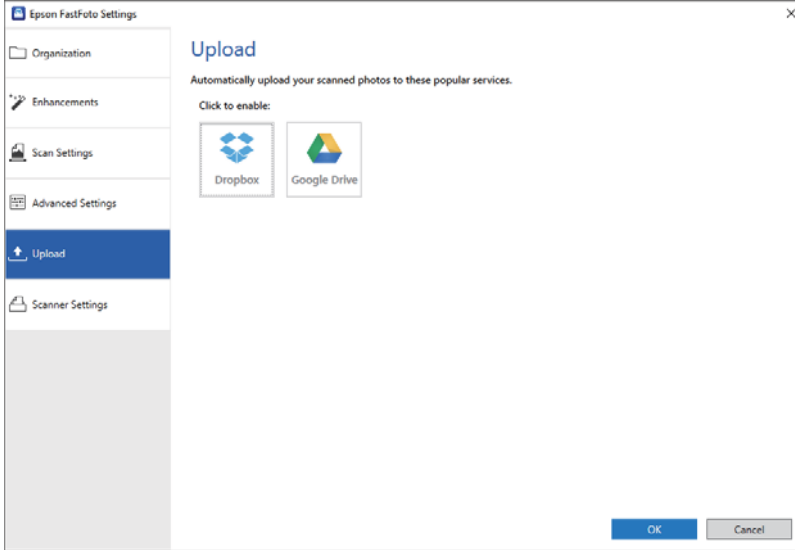 Epson FastFoto Settings
Organization
Enhancements
Scan Settings
Advanced Settings
Upload
Scanner Settings
Upload
Automatically upload your scanned photos to these popular services.
Click to enable:
Dropbox
Google Drive
OK
Cancel